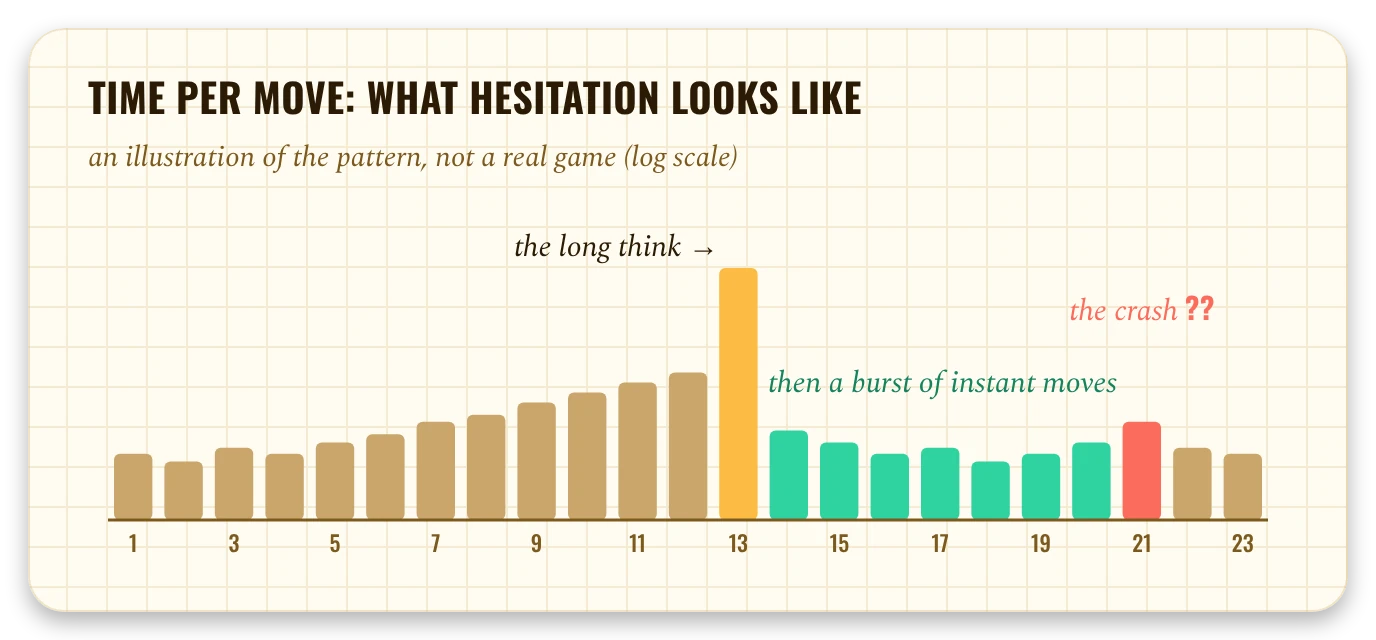 TIME PER MOVE: WHAT HESITATION LOOKS LIKE
an illustration of the pattern, not a real game (log scale)
the long think →
the crash ??
then a burst of instant moves
1 3 5 7 9 11 13 15 17 19 21 23